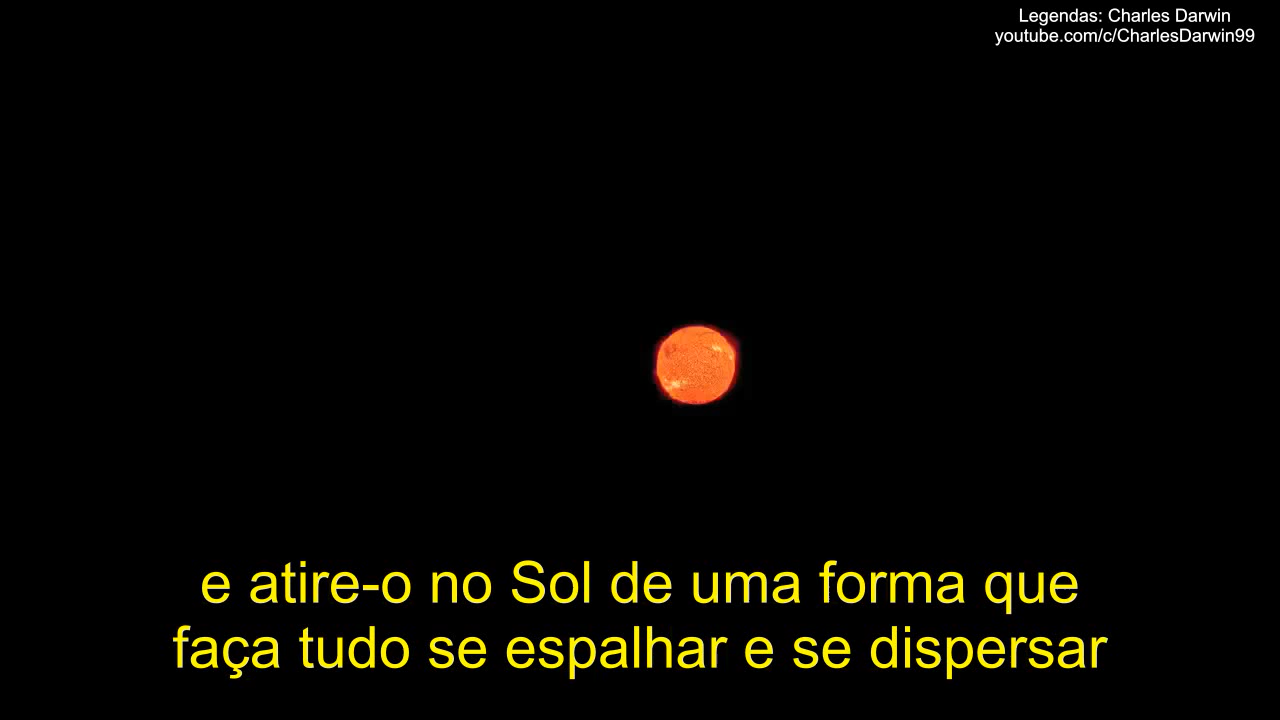 Legendas: Charles Darwin
youtube.com/c/CharlesDarwin99
e atire-o no Sol de uma forma que
faça tudo se espalhar e se dispersar